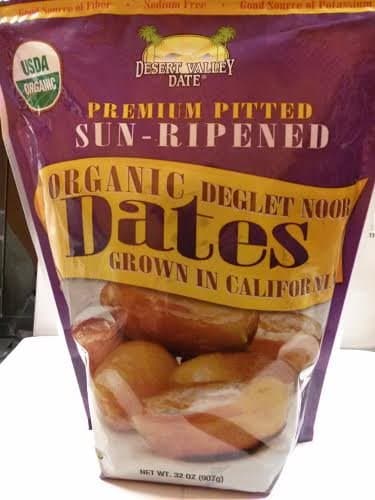 Good Source of Fiber • Sodium Free • Good Source of Potassium
USDA
ORGANIC
DESERT VALLEY
DATE®
PREMIUM PITTED
SUN-RIPENED
ORGANIC DEGLET NOOR
Dates
GROWN IN CALIFORNIA
NET WT. 32 OZ (907g)